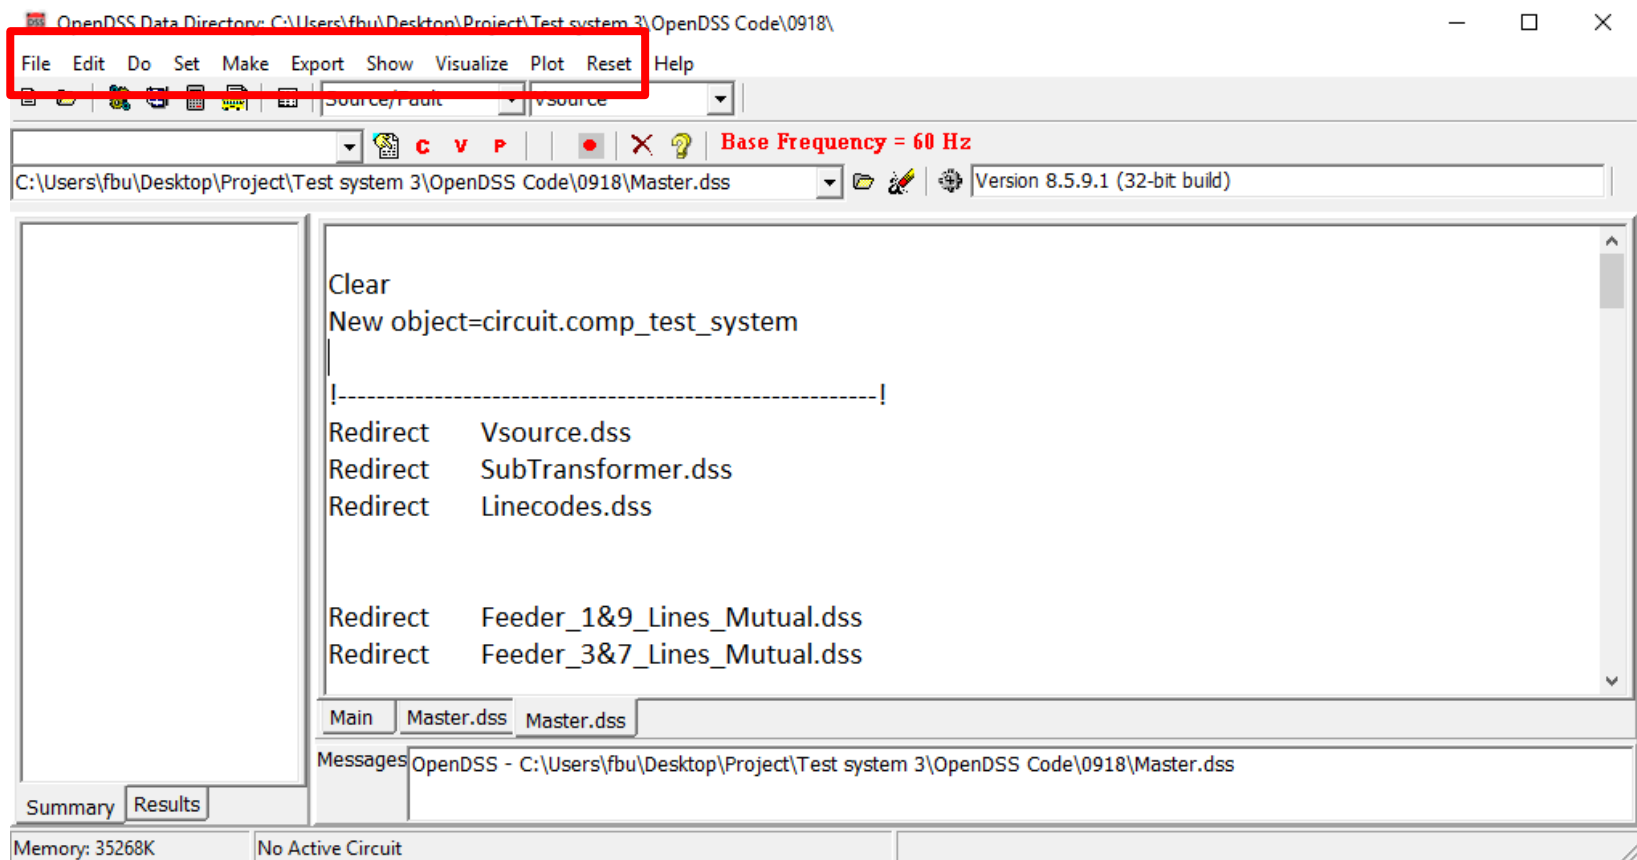 OpenDSS Data Directory: C:\Users\fbu\Desktop\Project\Test system 3\OpenDSS Code\0918\
File Edit Do Set Make Export Show Visualize Plot Reset Help
Source/Fault Vsource
C V P Base Frequency = 60 Hz
C:\Users\fbu\Desktop\Project\Test system 3\OpenDSS Code\0918\Master.dss Version 8.5.9.1 (32-bit build)
Clear
New object=circuit.comp_test_system
!--------------------------------------------------------!
Redirect Vsource.dss
Redirect SubTransformer.dss
Redirect Linecodes.dss
Redirect Feeder_1&9_Lines_Mutual.dss
Redirect Feeder_3&7_Lines_Mutual.dss
Main Master.dss Master.dss
Messages OpenDSS - C:\Users\fbu\Desktop\Project\Test system 3\OpenDSS Code\0918\Master.dss
Summary Results
Memory: 35268K No Active Circuit